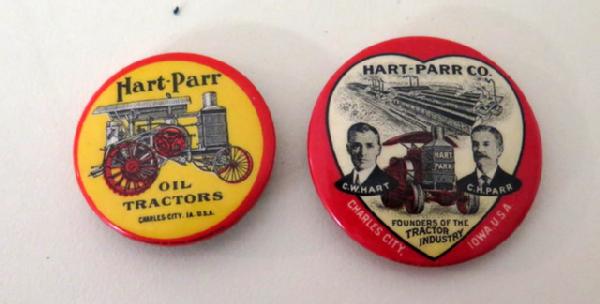 Hart-Parr
OIL
TRACTORS
CHARLES CITY, IA. U.S.A.
HART-PARR CO.
HART
PARR
C.W.HART
C.H.PARR
FOUNDERS OF THE
TRACTOR
INDUSTRY
CHARLES CITY,
IOWA U.S.A.